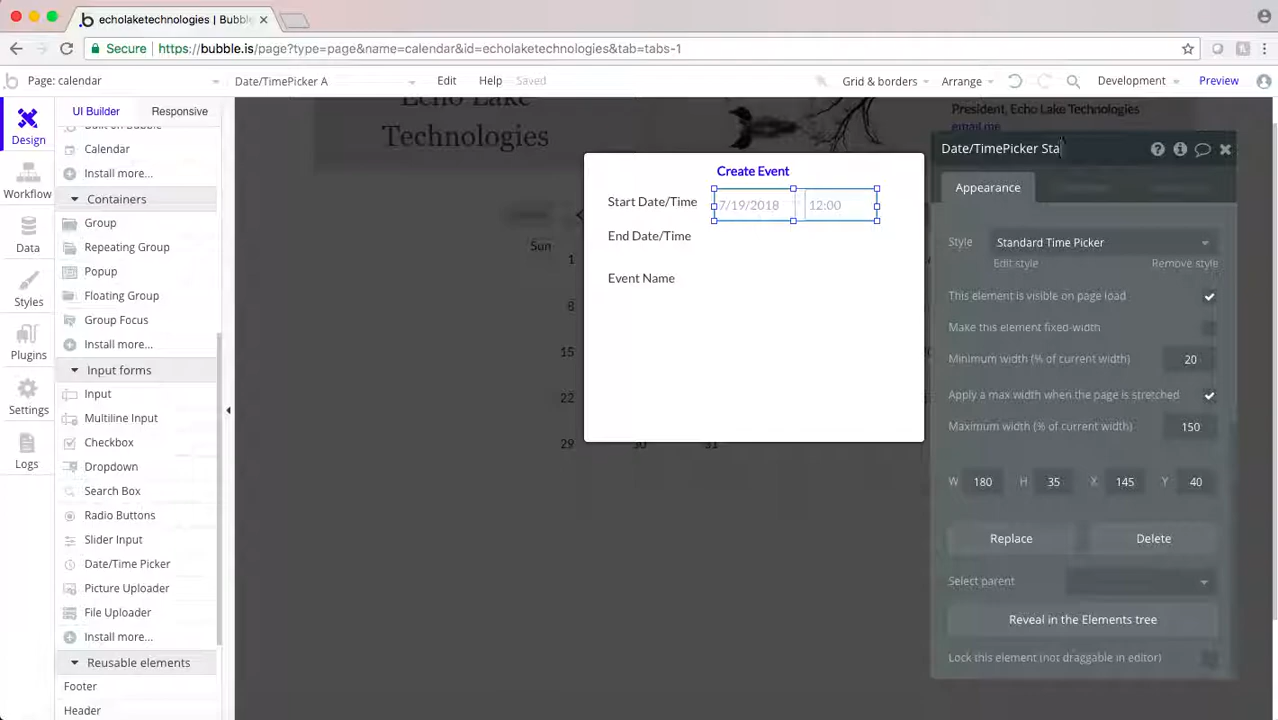 echolaketechnologies | Bubble
Secure
https://bubble.is/page?type=page&name=calendar&id=echolaketechnologies&tab=tabs-1
Page: calendar
Date/TimePicker A
Edit
Help
Saved
Grid & borders
Arrange
Development
Preview
Design
Workflow
Data
Styles
Plugins
Settings
Logs
UI Builder
Responsive
Built on Bubble
Calendar
Install more...
Containers
Group
Repeating Group
Popup
Floating Group
Group Focus
Install more...
Input forms
Input
Multiline Input
Checkbox
Dropdown
Search Box
Radio Buttons
Slider Input
Date/Time Picker
Picture Uploader
File Uploader
Install more...
Reusable elements
Footer
Header
Echo Lake
Technologies
President, Echo Lake Technologies
email me
Sun
1
8
15
22
29
30
31
Create Event
Start Date/Time
7/19/2018
12:00
End Date/Time
Event Name
Date/TimePicker Sta
Appearance
Style
Standard Time Picker
Edit style
Remove style
This element is visible on page load
Make this element fixed-width
Minimum width (% of current width)
20
Apply a max width when the page is stretched
Maximum width (% of current width)
150
W 180 H 35 X 145 Y 40
Replace
Delete
Select parent
Reveal in the Elements tree
Lock this element (not draggable in editor)